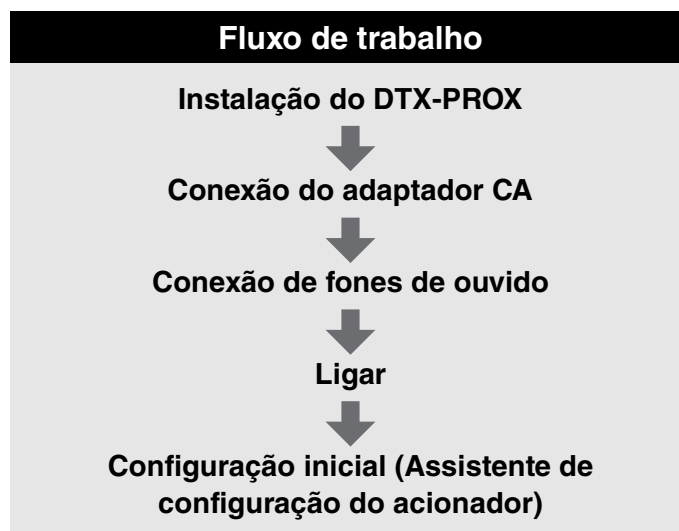 Fluxo de trabalho
Instalação do DTX-PROX
Conexão do adaptador CA
Conexão de fones de ouvido
Ligar
Configuração inicial (Assistente de
configuração do acionador)